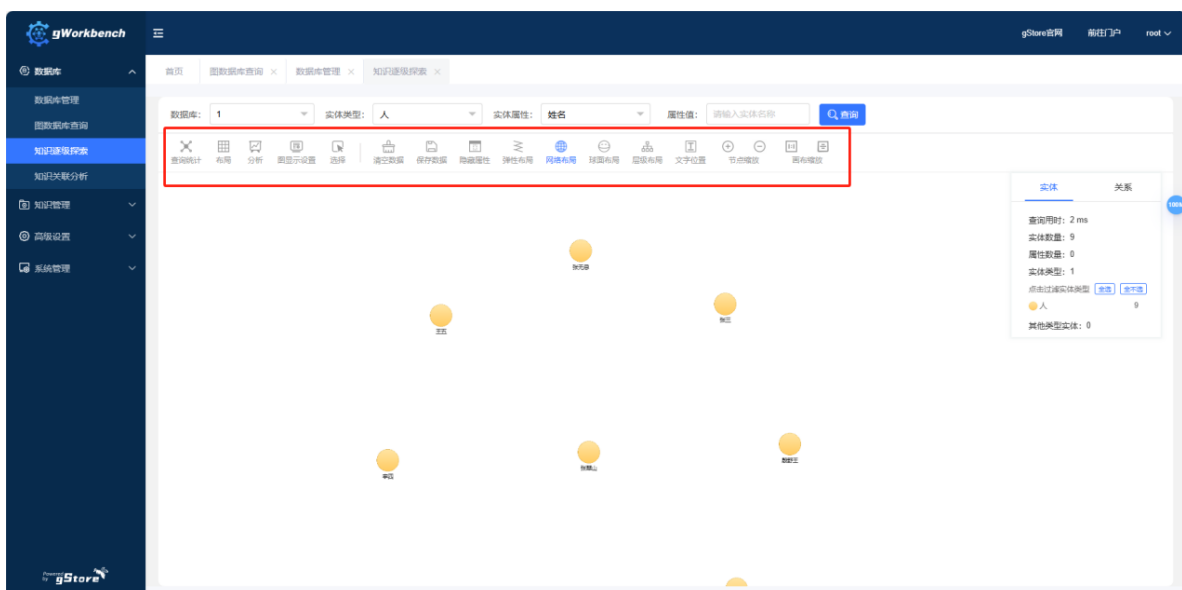 gWorkbench
gStore官网 前往门户 root
数据库
首页 图数据库查询 × 数据库管理 × 知识逐级探索 ×
数据库管理
图数据库查询
知识逐级探索
知识关联分析
知识管理
高级设置
系统管理
数据库: 1 实体类型: 人 实体属性: 姓名 属性值: 请输入实体名称 查询
查询统计 布局 分析 图显示设置 选择 清空数据 保存数据 隐藏属性 弹性布局 网络布局 球面布局 层级布局 文字位置 节点缩放 画布缩放
实体 关系
查询用时: 2 ms
实体数量: 9
属性数量: 0
实体类型: 1
点击过滤实体类型 全选 全不选
人 9
其他类型实体: 0
张三
王五
Powered by gStore